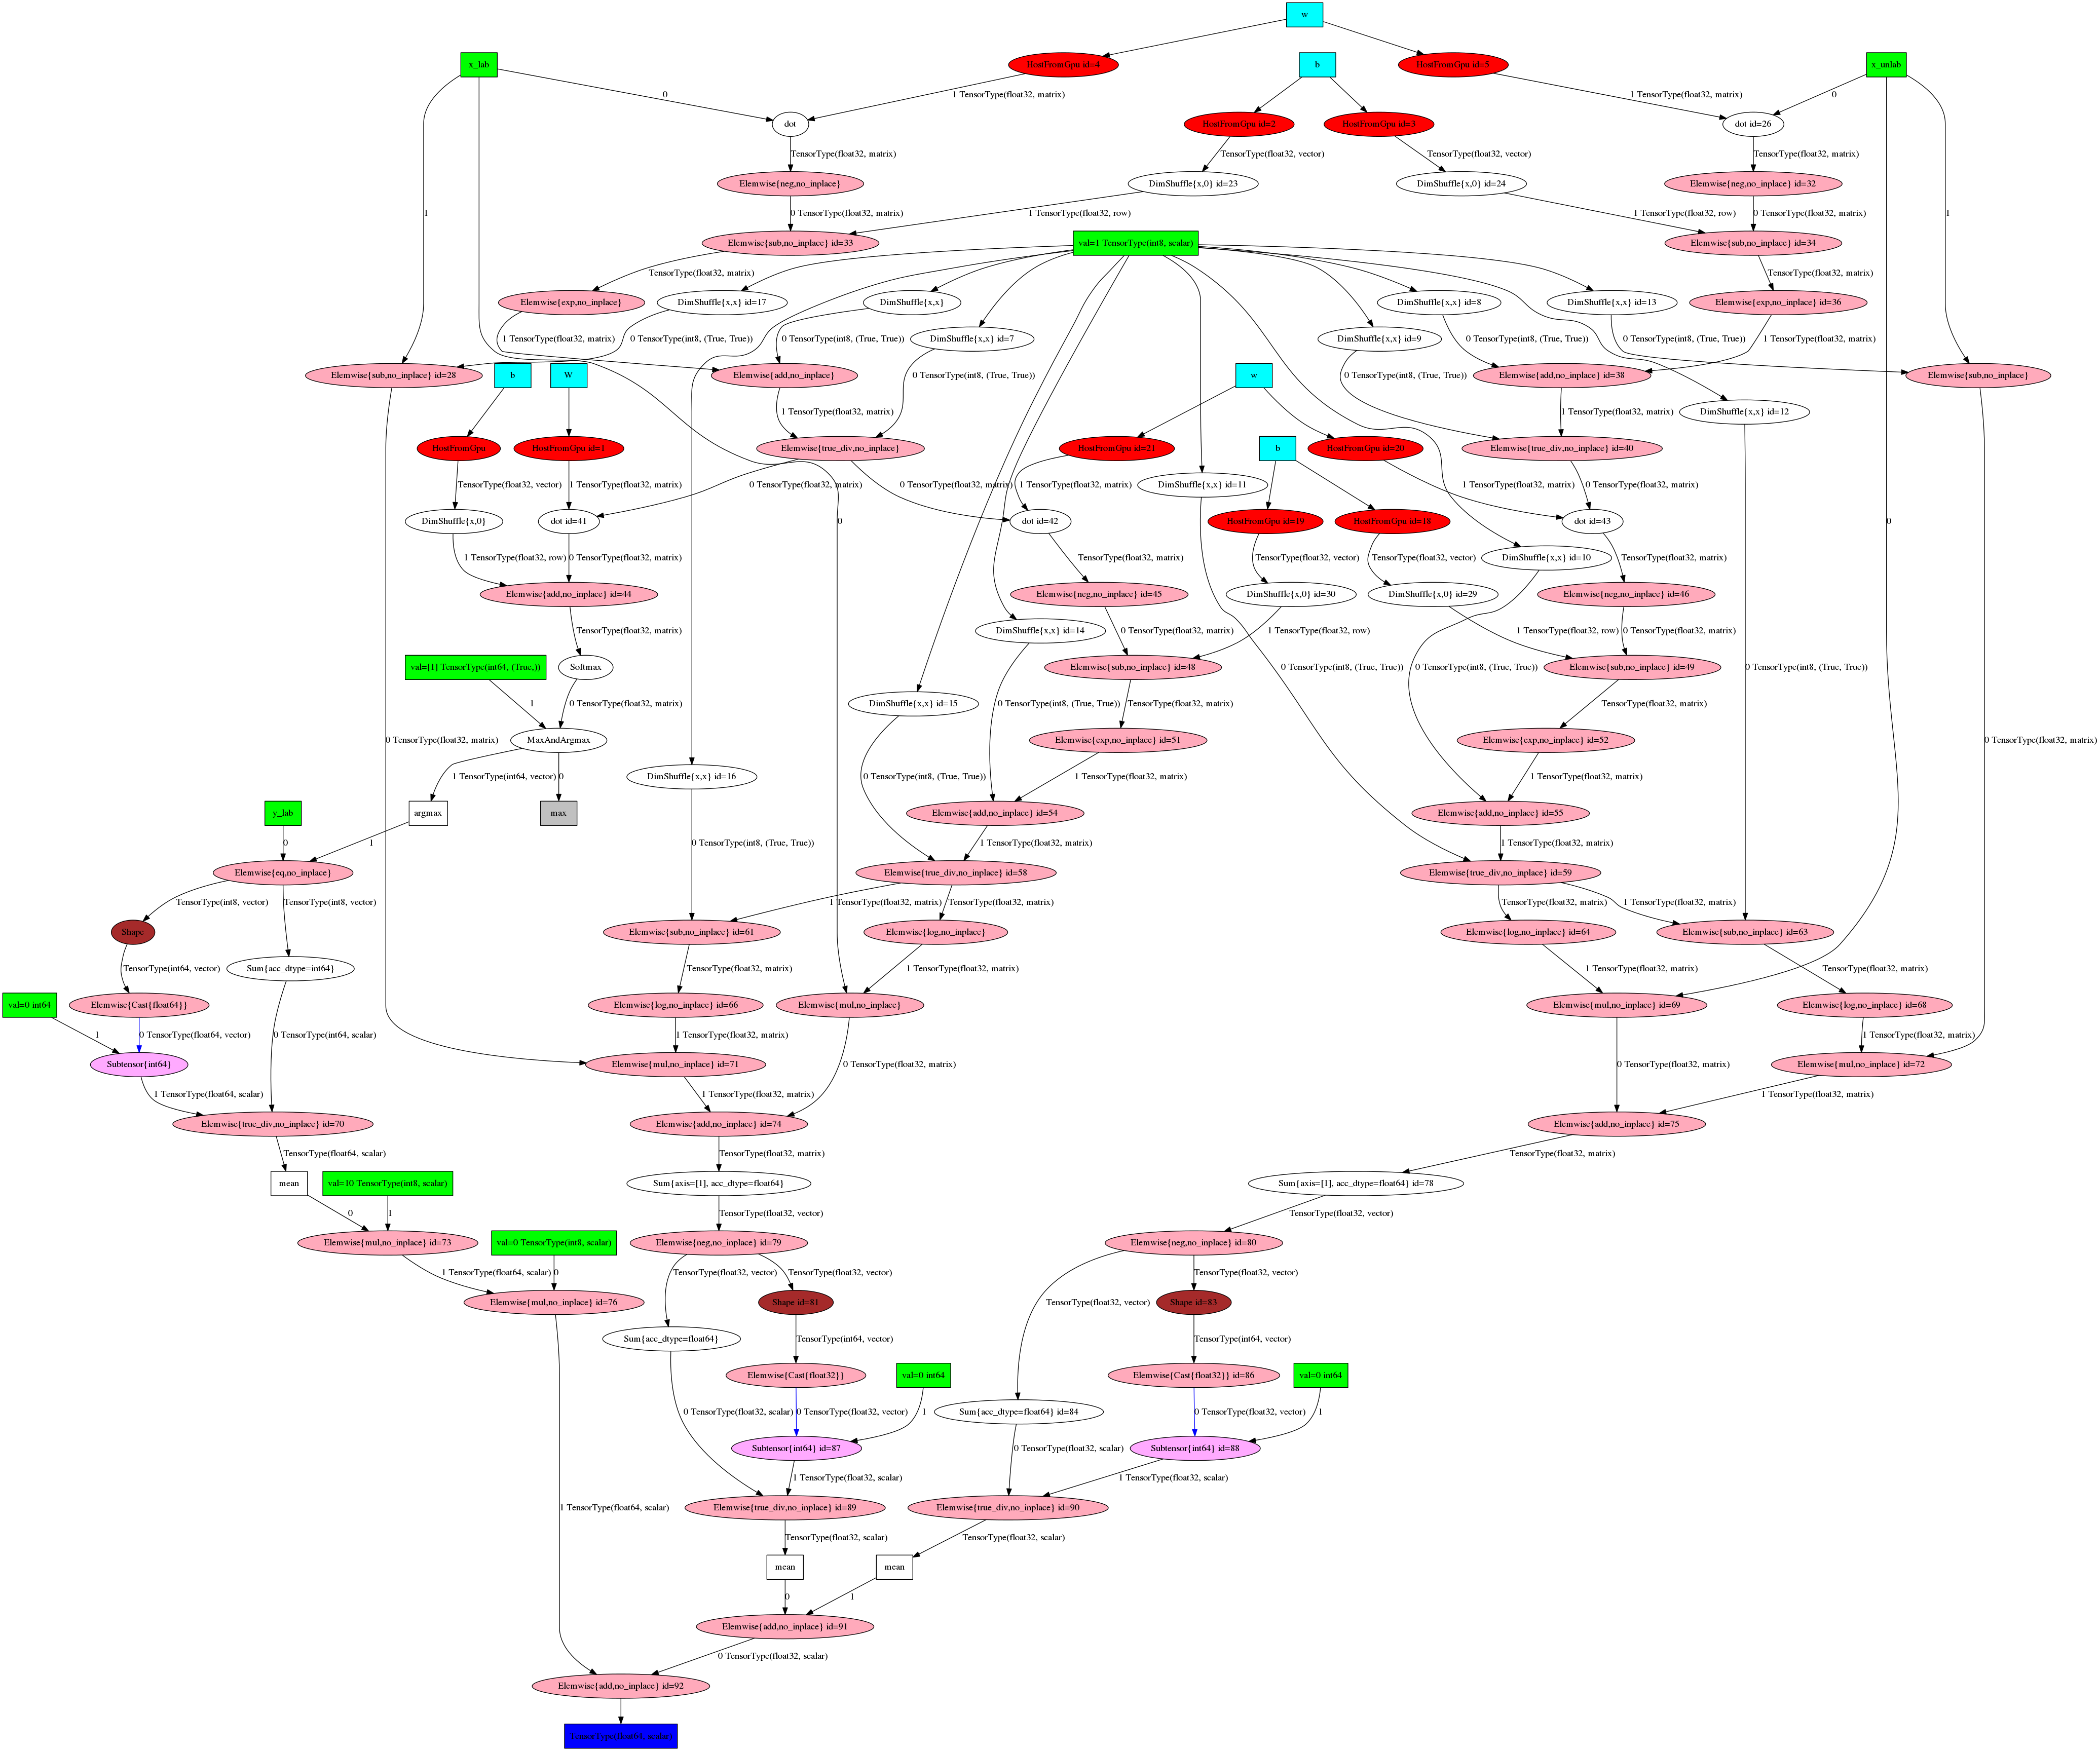 w
x_lab
HostFromGpu id=4
b
HostFromGpu id=5
x_unlab
0
1 TensorType(float32, matrix)
1 TensorType(float32, matrix)
0
dot
HostFromGpu id=2
HostFromGpu id=3
dot id=26
TensorType(float32, matrix)
TensorType(float32, vector)
TensorType(float32, vector)
TensorType(float32, matrix)
Elemwise{neg,no_inplace}
DimShuffle{x,0} id=23
DimShuffle{x,0} id=24
Elemwise{neg,no_inplace} id=32
1
0 TensorType(float32, matrix)
1 TensorType(float32, row)
1 TensorType(float32, row)
0 TensorType(float32, matrix)
1
Elemwise{sub,no_inplace} id=33
val=1 TensorType(int8, scalar)
Elemwise{sub,no_inplace} id=34
TensorType(float32, matrix)
TensorType(float32, matrix)
Elemwise{exp,no_inplace}
DimShuffle{x,x} id=17
DimShuffle{x,x}
DimShuffle{x,x} id=8
DimShuffle{x,x} id=13
Elemwise{exp,no_inplace} id=36
1 TensorType(float32, matrix)
0 TensorType(int8, (True, True))
0 TensorType(int8, (True, True))
DimShuffle{x,x} id=7
DimShuffle{x,x} id=9
0 TensorType(int8, (True, True))
0 TensorType(int8, (True, True))
1 TensorType(float32, matrix)
Elemwise{sub,no_inplace} id=28
b
W
Elemwise{add,no_inplace}
0 TensorType(int8, (True, True))
w
0 TensorType(int8, (True, True))
Elemwise{add,no_inplace} id=38
Elemwise{sub,no_inplace}
1 TensorType(float32, matrix)
1 TensorType(float32, matrix)
DimShuffle{x,x} id=12
HostFromGpu
HostFromGpu id=1
Elemwise{true_div,no_inplace}
HostFromGpu id=21
b
HostFromGpu id=20
Elemwise{true_div,no_inplace} id=40
TensorType(float32, vector)
1 TensorType(float32, matrix)
0 TensorType(float32, matrix)
0 TensorType(float32, matrix)
1 TensorType(float32, matrix)
DimShuffle{x,x} id=11
1 TensorType(float32, matrix)
0 TensorType(float32, matrix)
DimShuffle{x,0}
dot id=41
0
dot id=42
HostFromGpu id=19
HostFromGpu id=18
dot id=43
0
1 TensorType(float32, row)
0 TensorType(float32, matrix)
TensorType(float32, matrix)
TensorType(float32, vector)
TensorType(float32, vector)
DimShuffle{x,x} id=10
TensorType(float32, matrix)
Elemwise{add,no_inplace} id=44
Elemwise{neg,no_inplace} id=45
DimShuffle{x,0} id=30
DimShuffle{x,0} id=29
Elemwise{neg,no_inplace} id=46
TensorType(float32, matrix)
DimShuffle{x,x} id=14
0 TensorType(float32, matrix)
1 TensorType(float32, row)
1 TensorType(float32, row)
0 TensorType(float32, matrix)
val=[1] TensorType(int64, (True,))
Softmax
Elemwise{sub,no_inplace} id=48
0 TensorType(int8, (True, True))
0 TensorType(int8, (True, True))
Elemwise{sub,no_inplace} id=49
0 TensorType(int8, (True, True))
1
0 TensorType(float32, matrix)
DimShuffle{x,x} id=15
0 TensorType(int8, (True, True))
TensorType(float32, matrix)
TensorType(float32, matrix)
0 TensorType(float32, matrix)
MaxAndArgmax
Elemwise{exp,no_inplace} id=51
Elemwise{exp,no_inplace} id=52
0 TensorType(float32, matrix)
1 TensorType(int64, vector)
0
DimShuffle{x,x} id=16
0 TensorType(int8, (True, True))
1 TensorType(float32, matrix)
1 TensorType(float32, matrix)
y_lab
argmax
max
Elemwise{add,no_inplace} id=54
Elemwise{add,no_inplace} id=55
0
1
0 TensorType(int8, (True, True))
1 TensorType(float32, matrix)
1 TensorType(float32, matrix)
Elemwise{eq,no_inplace}
Elemwise{true_div,no_inplace} id=58
Elemwise{true_div,no_inplace} id=59
TensorType(int8, vector)
TensorType(int8, vector)
1 TensorType(float32, matrix)
TensorType(float32, matrix)
TensorType(float32, matrix)
1 TensorType(float32, matrix)
Shape
Elemwise{sub,no_inplace} id=61
Elemwise{log,no_inplace}
Elemwise{log,no_inplace} id=64
Elemwise{sub,no_inplace} id=63
TensorType(int64, vector)
Sum{acc_dtype=int64}
TensorType(float32, matrix)
1 TensorType(float32, matrix)
1 TensorType(float32, matrix)
TensorType(float32, matrix)
val=0 int64
Elemwise{Cast{float64}}
Elemwise{log,no_inplace} id=66
Elemwise{mul,no_inplace}
Elemwise{mul,no_inplace} id=69
Elemwise{log,no_inplace} id=68
1
0 TensorType(float64, vector)
0 TensorType(int64, scalar)
1 TensorType(float32, matrix)
1 TensorType(float32, matrix)
Subtensor{int64}
Elemwise{mul,no_inplace} id=71
0 TensorType(float32, matrix)
0 TensorType(float32, matrix)
Elemwise{mul,no_inplace} id=72
1 TensorType(float64, scalar)
1 TensorType(float32, matrix)
1 TensorType(float32, matrix)
Elemwise{true_div,no_inplace} id=70
Elemwise{add,no_inplace} id=74
Elemwise{add,no_inplace} id=75
TensorType(float64, scalar)
TensorType(float32, matrix)
TensorType(float32, matrix)
mean
val=10 TensorType(int8, scalar)
Sum{axis=[1], acc_dtype=float64}
Sum{axis=[1], acc_dtype=float64} id=78
0
1
TensorType(float32, vector)
TensorType(float32, vector)
Elemwise{mul,no_inplace} id=73
val=0 TensorType(int8, scalar)
Elemwise{neg,no_inplace} id=79
Elemwise{neg,no_inplace} id=80
1 TensorType(float64, scalar)
0
TensorType(float32, vector)
TensorType(float32, vector)
TensorType(float32, vector)
Elemwise{mul,no_inplace} id=76
Shape id=81
TensorType(float32, vector)
Shape id=83
Sum{acc_dtype=float64}
TensorType(int64, vector)
TensorType(int64, vector)
Elemwise{Cast{float32}}
val=0 int64
Elemwise{Cast{float32}} id=86
val=0 int64
0 TensorType(float32, scalar)
0 TensorType(float32, vector)
1
Sum{acc_dtype=float64} id=84
0 TensorType(float32, vector)
1
Subtensor{int64} id=87
0 TensorType(float32, scalar)
Subtensor{int64} id=88
1 TensorType(float32, scalar)
1 TensorType(float32, scalar)
1 TensorType(float64, scalar)
Elemwise{true_div,no_inplace} id=89
Elemwise{true_div,no_inplace} id=90
TensorType(float32, scalar)
TensorType(float32, scalar)
mean
mean
0
1
Elemwise{add,no_inplace} id=91
0 TensorType(float32, scalar)
Elemwise{add,no_inplace} id=92
TensorType(float64, scalar)